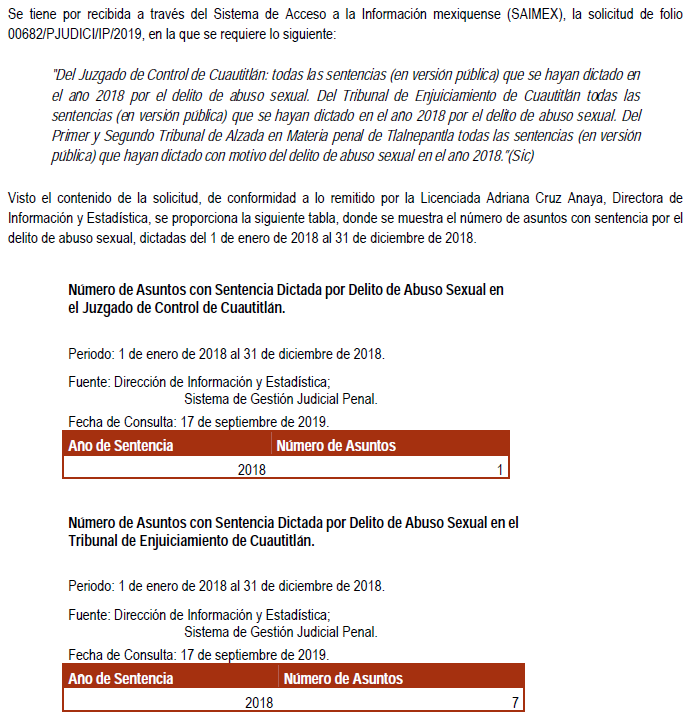 Se tiene por recibida a través del Sistema de Acceso a la Información mexiquense (SAIMEX), la solicitud de folio
00682/PJUDICI/IP/2019, en la que se requiere lo siguiente:
"Del Juzgado de Control de Cuautitlán: todas las sentencias (en versión pública) que se hayan dictado en
el ano 2018 por el delito de abuso sexual. Del Tribunal de Enjuiciamiento de Cuautitlán todas las
sentencias (en versión pública) que se hayan dictado en el ano 2018 por el delito de abuso sexual. Del
Primer y Segundo Tribunal de Alzada en Materia penal de Tlalnepantla todas las sentencias (en versión
pública) que hayan dictado con motivo del delito de abuso sexual en el ano 2018."(Sic)
Visto el contenido de la solicitud, de conformidad a lo remitido por la Licenciada Adriana Cruz Anaya, Directora de
Información y Estadística, se proporciona la siguiente tabla, donde se muestra el número de asuntos con sentencia por el
delito de abuso sexual, dictadas del 1 de enero de 2018 al 31 de diciembre de 2018.
Número de Asuntos con Sentencia Dictada por Delito de Abuso Sexual en
el Juzgado de Control de Cuautitlán.
Periodo: 1 de enero de 2018 al 31 de diciembre de 2018.
Fuente: Dirección de Información y Estadística;
Sistema de Gestión Judicial Penal.
Fecha de Consulta: 17 de septiembre de 2019.
Ano de Sentencia Número de Asuntos
2018 1
Número de Asuntos con Sentencia Dictada por Delito de Abuso Sexual en el
Tribunal de Enjuiciamiento de Cuautitlán.
Periodo: 1 de enero de 2018 al 31 de diciembre de 2018.
Fuente: Dirección de Información y Estadística;
Sistema de Gestión Judicial Penal.
Fecha de Consulta: 17 de septiembre de 2019.
Ano de Sentencia Número de Asuntos
2018 7